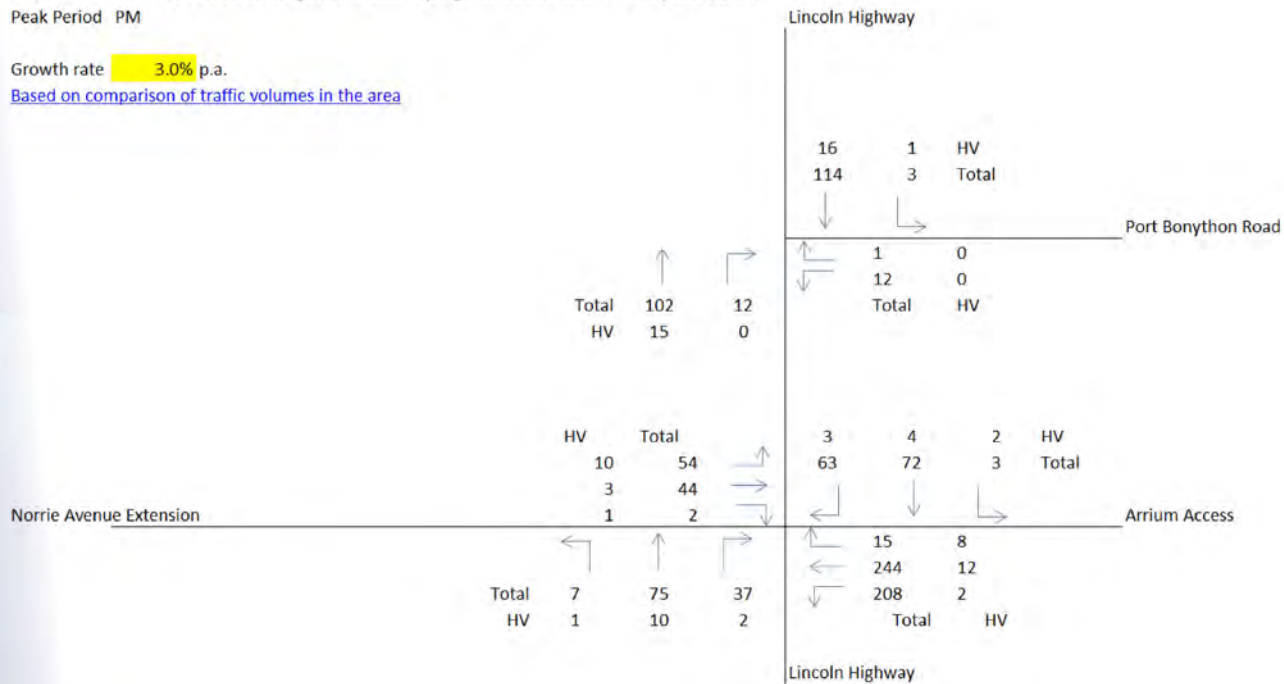 Peak Period PM
Lincoln Highway
Growth rate 3.0% p.a.
Based on comparison of traffic volumes in the area
16 1 HV
114 3 Total
Port Bonython Road
1 0
12 0
Total HV
Total 102 12
HV 15 0
HV Total
10 54
3 44
1 2
3 4 2 HV
63 72 3 Total
Norrie Avenue Extension
Arrium Access
15 8
244 12
208 2
Total HV
Total 7 75 37
HV 1 10 2
Lincoln Highway